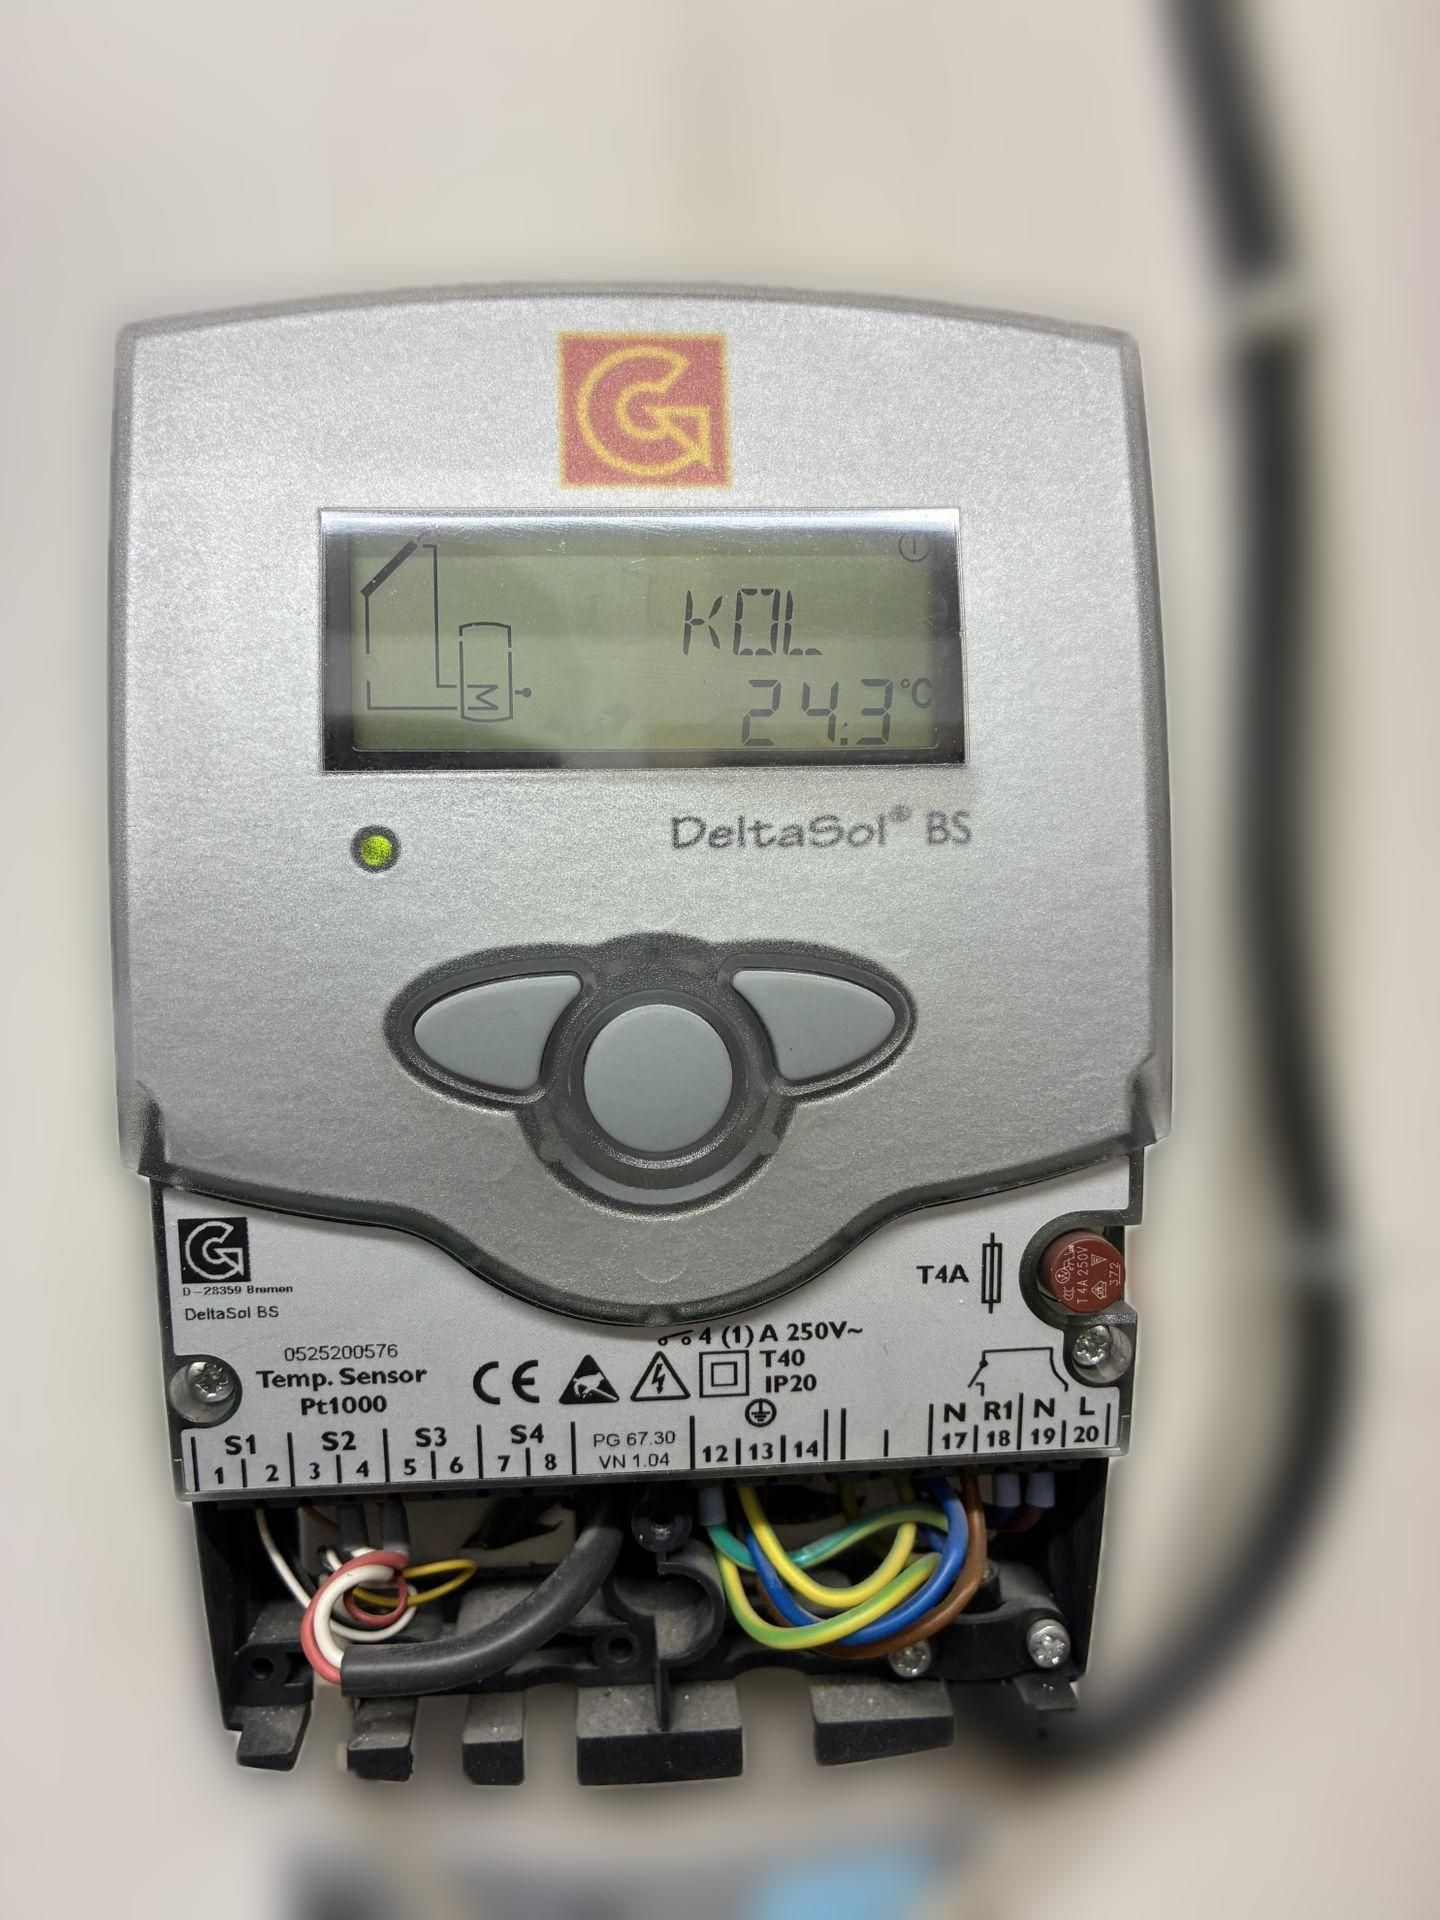 KOL
24.3 °C
DeltaSol® BS
D-28359 Bremen
DeltaSol BS
T4A
T 4A 250V
372
4 (1) A 250V~
0525200576
Temp. Sensor
Pt1000
CE
T40
IP20
S1 S2 S3 S4
1 2 3 4 5 6 7 8
PG 67.30
VN 1.04
12 13 14
N R1 N L
17 18 19 20